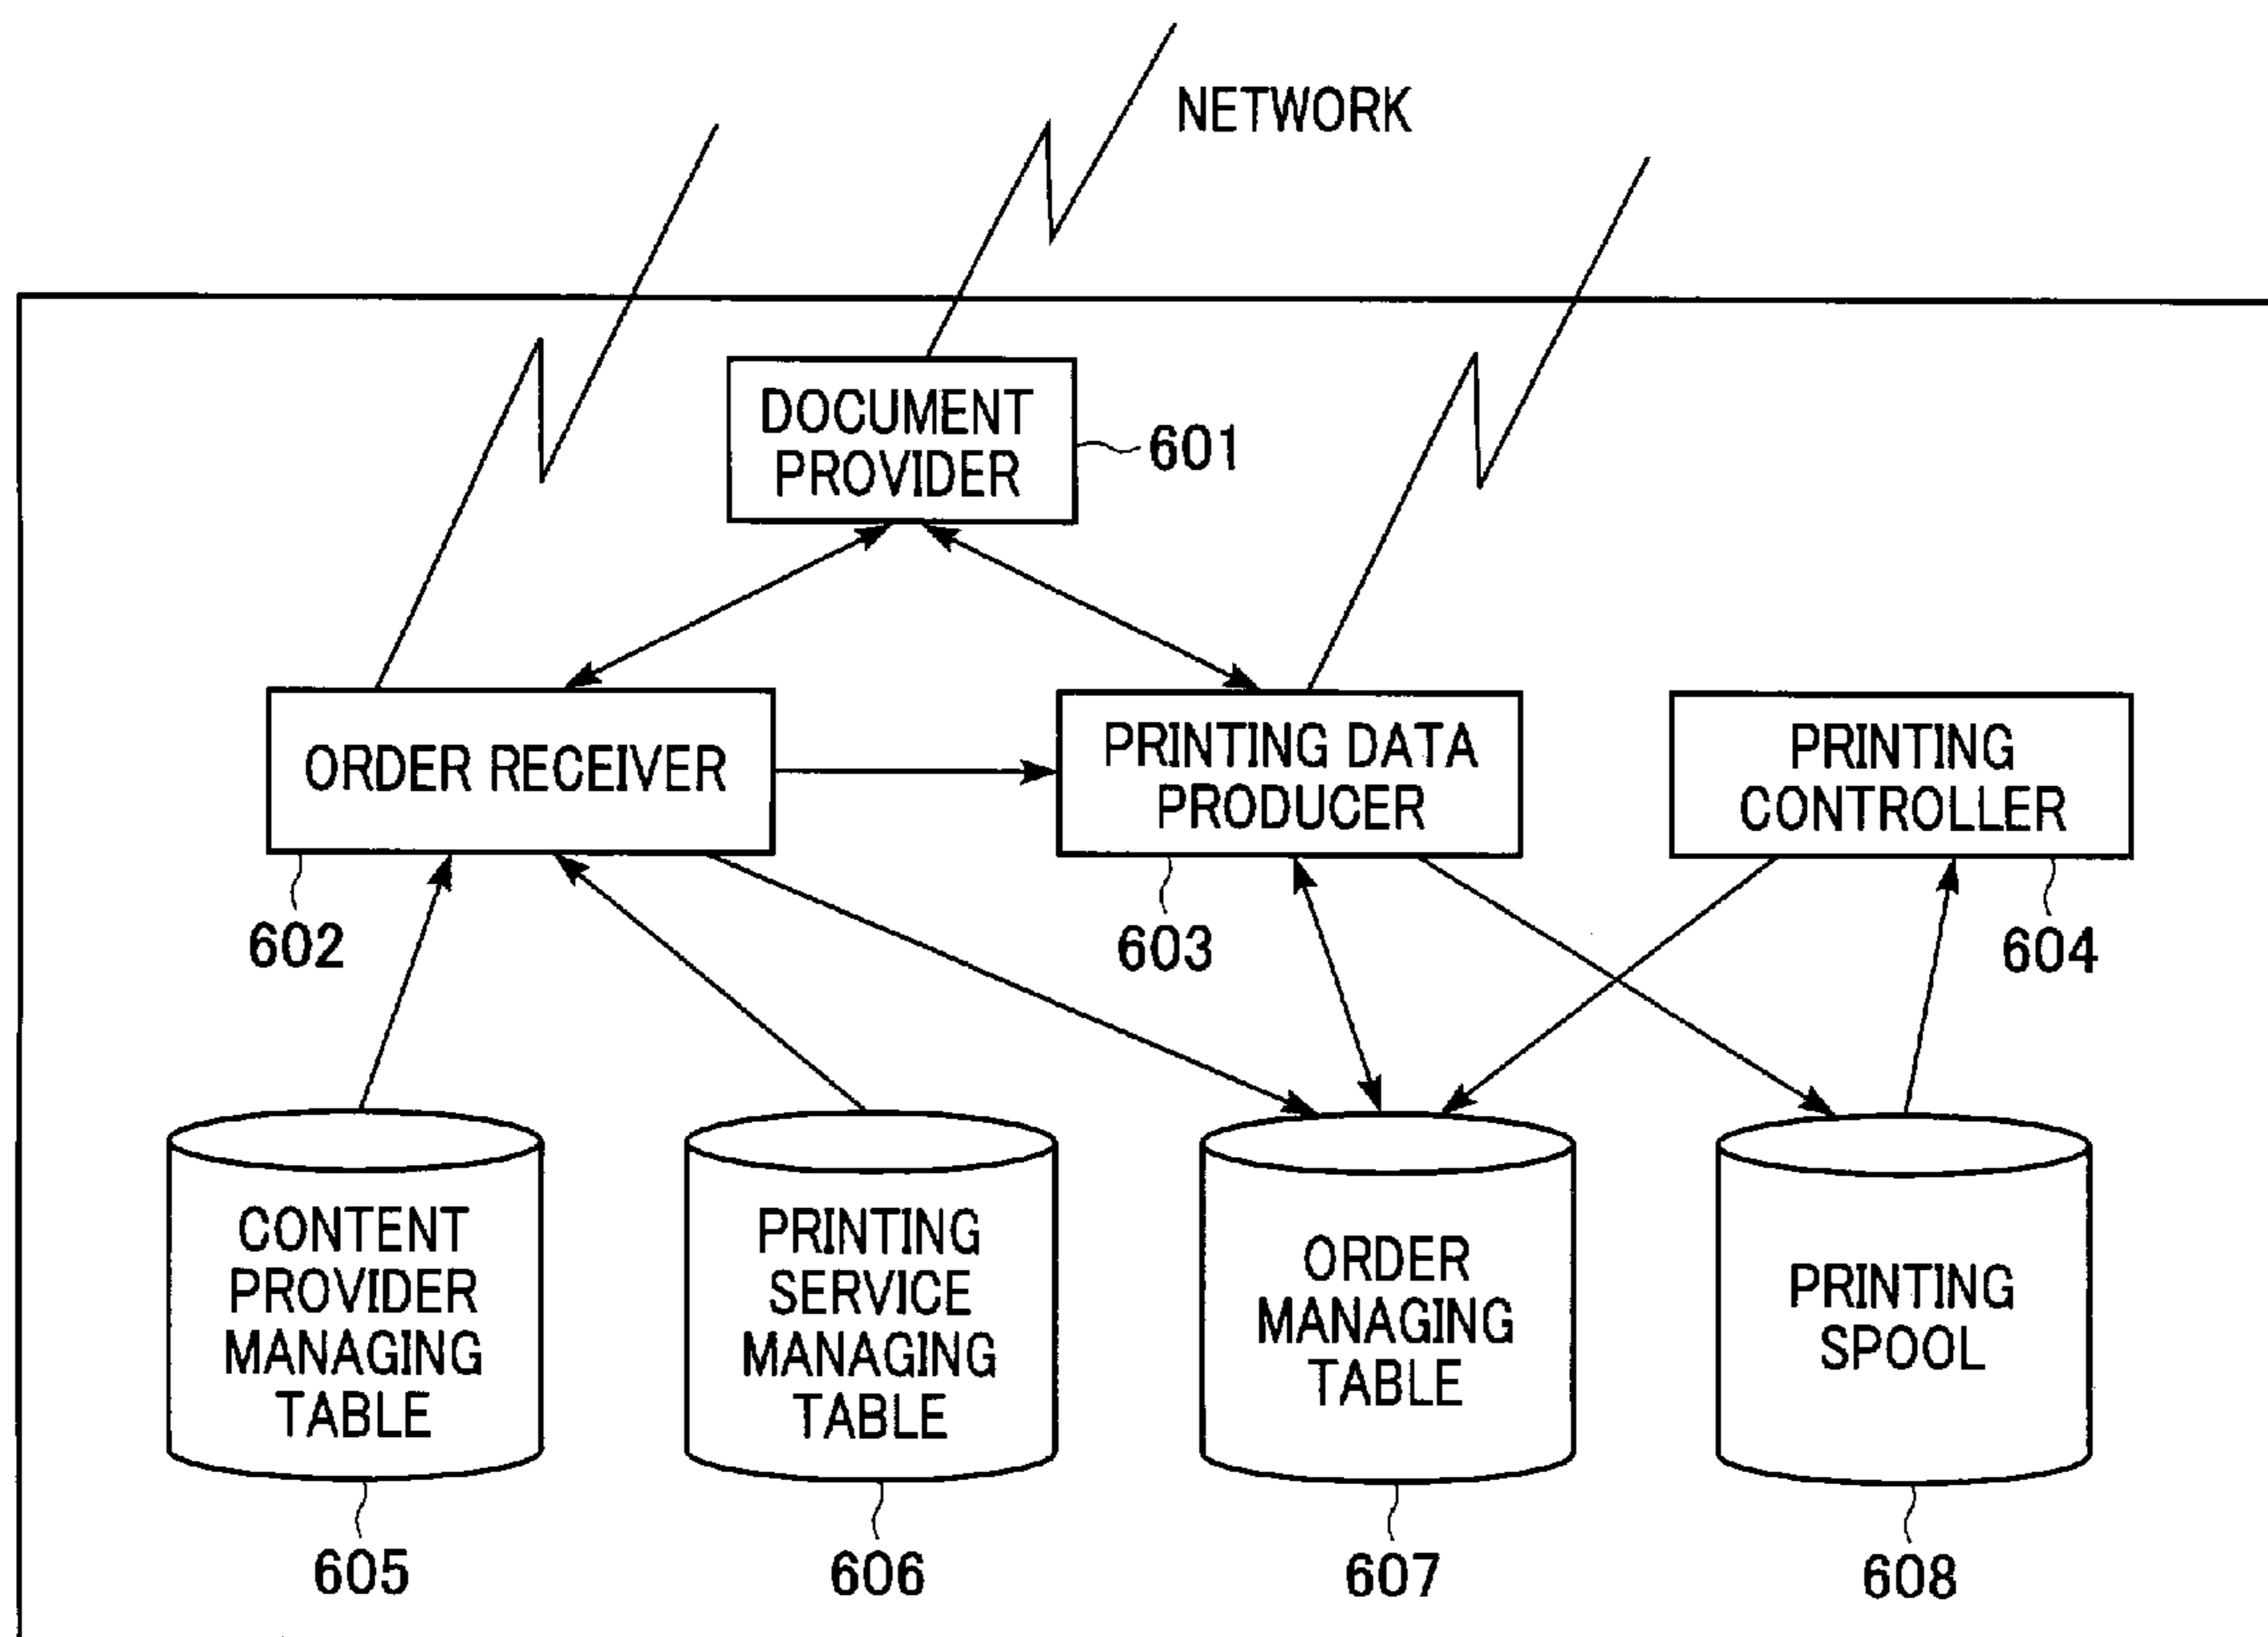 NETWORK
DOCUMENT
PROVIDER
601
ORDER RECEIVER
602
PRINTING DATA
PRODUCER
603
PRINTING
CONTROLLER
604
CONTENT
PROVIDER
MANAGING
TABLE
605
PRINTING
SERVICE
MANAGING
TABLE
606
ORDER
MANAGING
TABLE
607
PRINTING
SPOOL
608